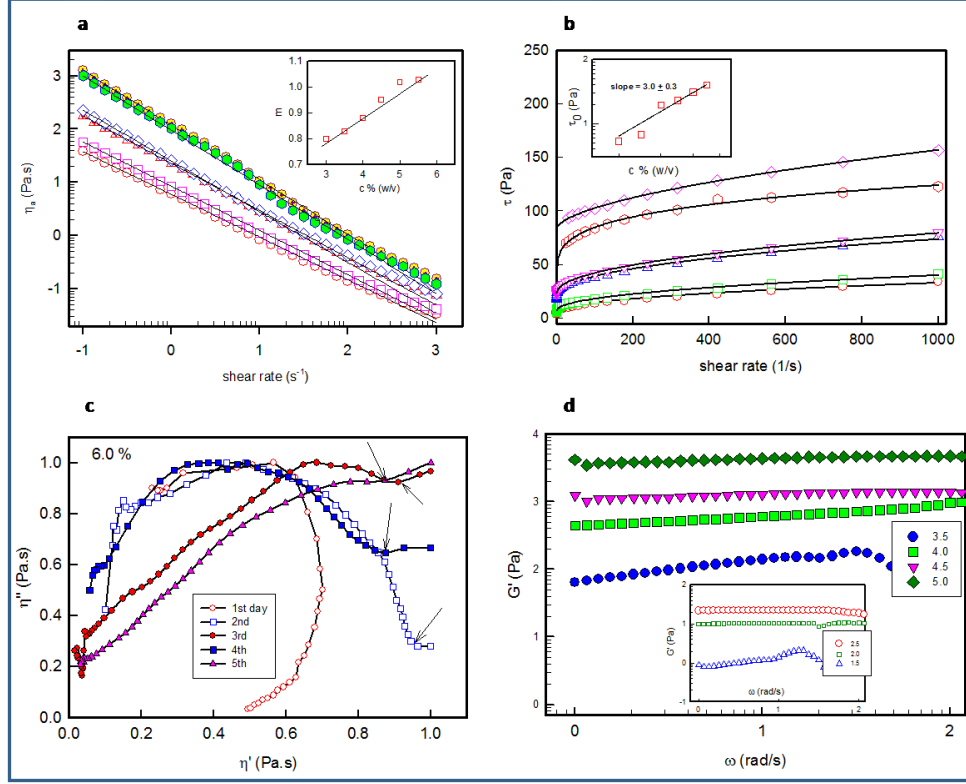 a
3
2
1
0
-1
ηa (Pa.s)
-1 0 1 2 3
shear rate (s-1)
1.1
1.0
0.9
0.8
0.7
m
3 4 5 6
c % (w/v)
b
250
200
150
100
50
0
τ (Pa)
0 200 400 600 800 1000
shear rate (1/s)
2
1
τ0 (Pa)
slope = 3.0 ± 0.3
c % (w/v)
c
6.0 %
1.0
0.8
0.6
0.4
0.2
0.0
η" (Pa.s)
0.0 0.2 0.4 0.6 0.8 1.0
η' (Pa.s)
1st day
2nd
3rd
4th
5th
d
4
3
2
1
0
G' (Pa)
0 1 2
ω (rad/s)
3.5
4.0
4.5
5.0
2
1
0
-1
G' (Pa)
0 1 2
ω (rad/s)
2.5
2.0
1.5